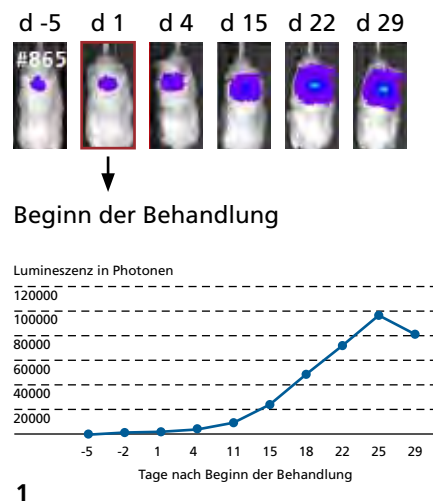 d -5 d 1 d 4 d 15 d 22 d 29
#865
Beginn der Behandlung
Lumineszenz in Photonen
120000
100000
80000
60000
40000
20000
-5 -2 1 4 11 15 18 22 25 29
Tage nach Beginn der Behandlung
1